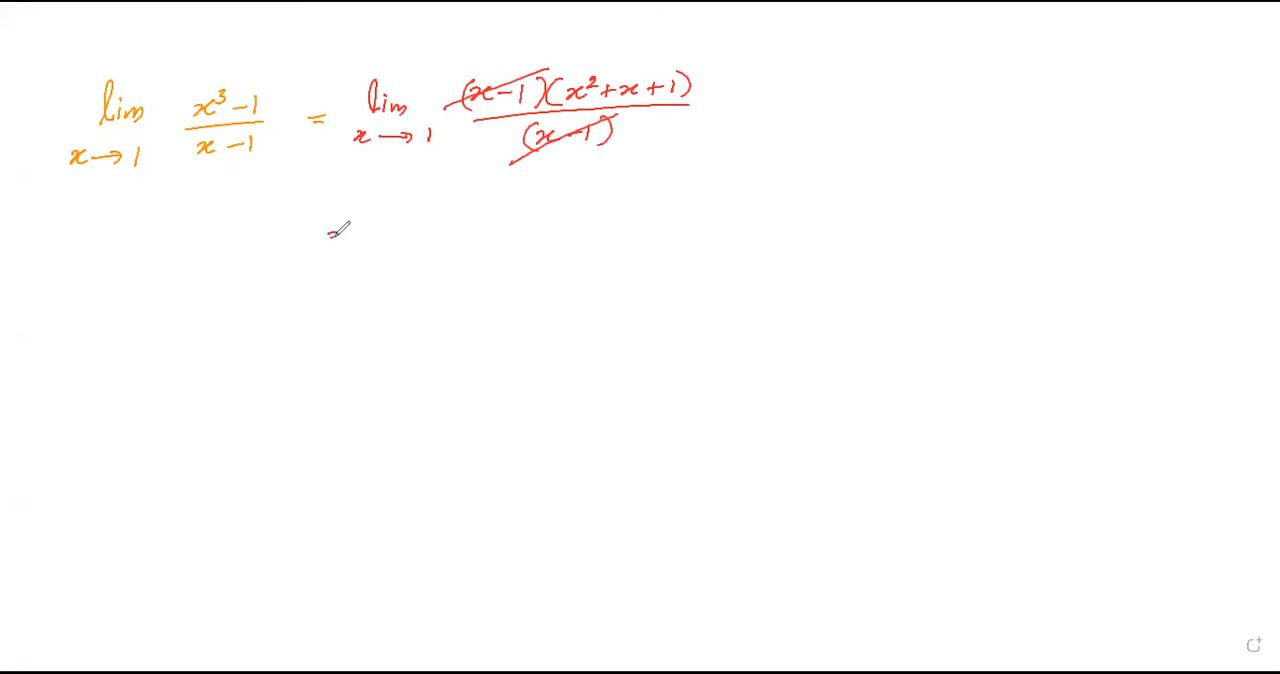 lim x→1 (x³ - 1)/(x - 1) = lim x→1 (x - 1)(x² + x + 1)/(x - 1)